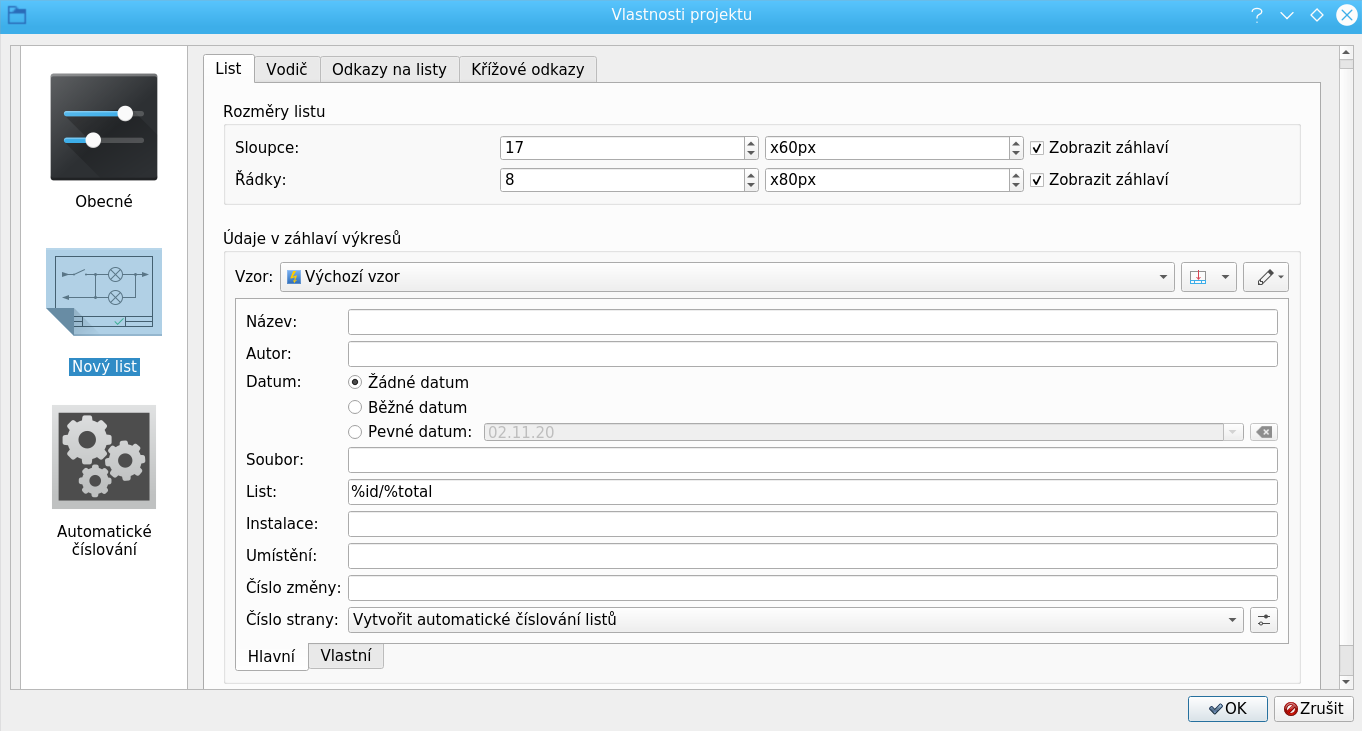 Vlastnosti projektu
Obecné
Nový list
Automatické
číslování
List
Vodič
Odkazy na listy
Křížové odkazy
Rozměry listu
Sloupce: 17 x60px Zobrazit záhlaví
Řádky: 8 x80px Zobrazit záhlaví
Údaje v záhlaví výkresů
Vzor: Výchozí vzor
Název:
Autor:
Datum: Žádné datum
Běžné datum
Pevné datum: 02.11.20
Soubor:
List: %id/%total
Instalace:
Umístění:
Číslo změny:
Číslo strany: Vytvořit automatické číslování listů
Hlavní
Vlastní
OK
Zrušit